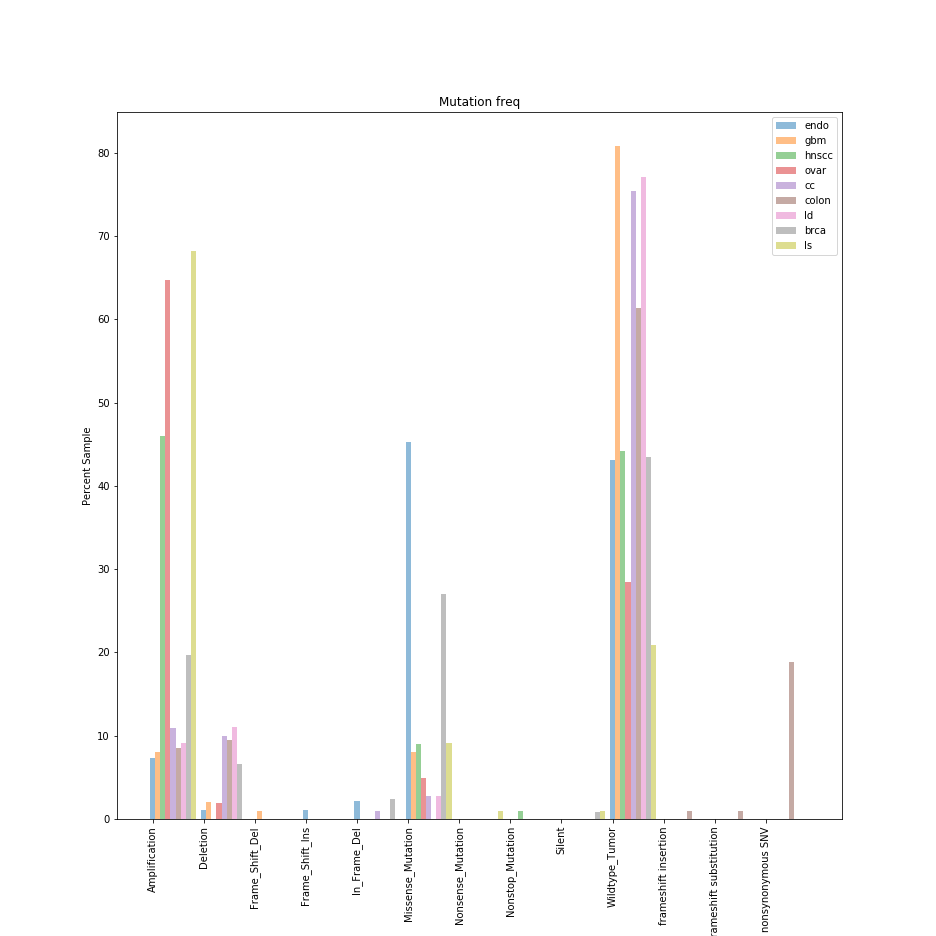 Mutation freq
endo
gbm
hnscc
ovar
cc
colon
ld
brca
ls
Percent Sample
80
70
60
50
40
30
20
10
0
Amplification
Deletion
Frame_Shift_Del
Frame_Shift_Ins
In_Frame_Del
Missense_Mutation
Nonsense_Mutation
Nonstop_Mutation
Silent
Wildtype_Tumor
frameshift insertion
rameshift substitution
nonsynonymous SNV